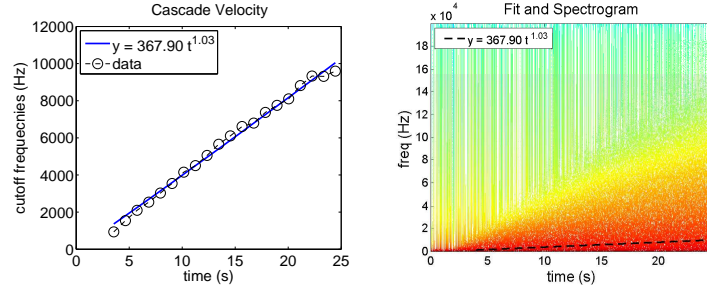 Cascade Velocity
y = 367.90 t^1.03
data
cutoff frequecnies (Hz)
12000
10000
8000
6000
4000
2000
0
0 5 10 15 20 25
time (s)
Fit and Spectrogram
x 10^4
y = 367.90 t^1.03
freq (Hz)
18
16
14
12
10
8
6
4
2
0
0 5 10 15 20
time (s)